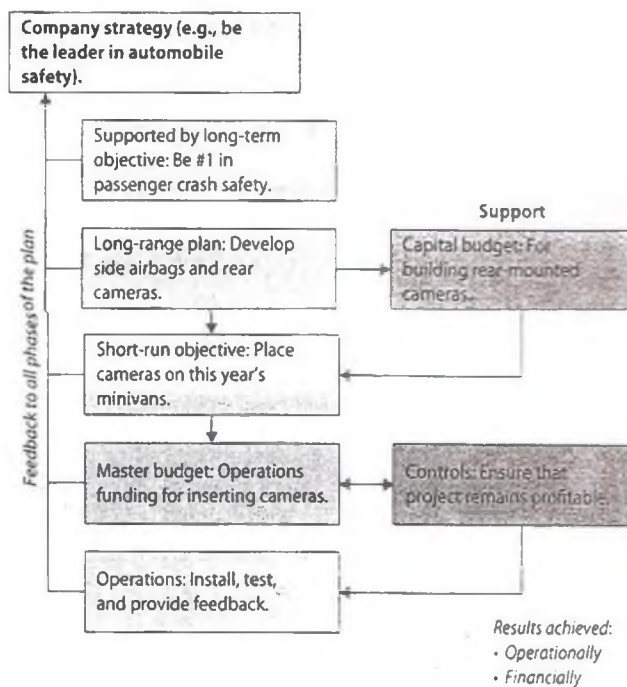 Company strategy (e.g., be
the leader in automobile
safety).
Supported by long-term
objective: Be #1 in
passenger crash safety.
Support
Long-range plan: Develop
side airbags and rear
cameras.
Capital budget: For
building rear-mounted
cameras.
Feedback to all phases of the plan
Short-run objective: Place
cameras on this year's
minivans.
Master budget: Operations
funding for inserting cameras.
Controls: Ensure that
project remains profitable.
Operations: Install, test,
and provide feedback.
Results achieved:
• Operationally
• Financially